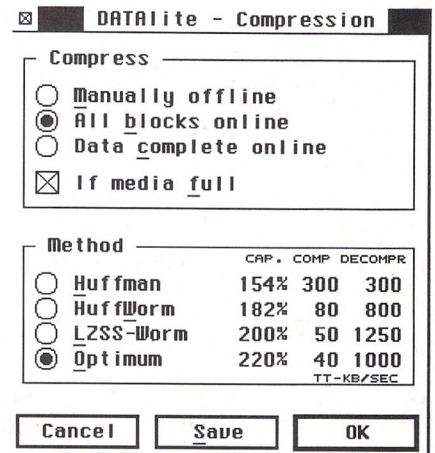 DATAlite - Compression
Compress
Manually offline
All blocks online
Data complete online
If media full
Method
CAP. COMP DECOMPR
Huffman 154% 300 300
HuffWorm 182% 80 800
LZSS-Worm 200% 50 1250
Optimum 220% 40 1000
TT-KB/SEC
Cancel Save OK